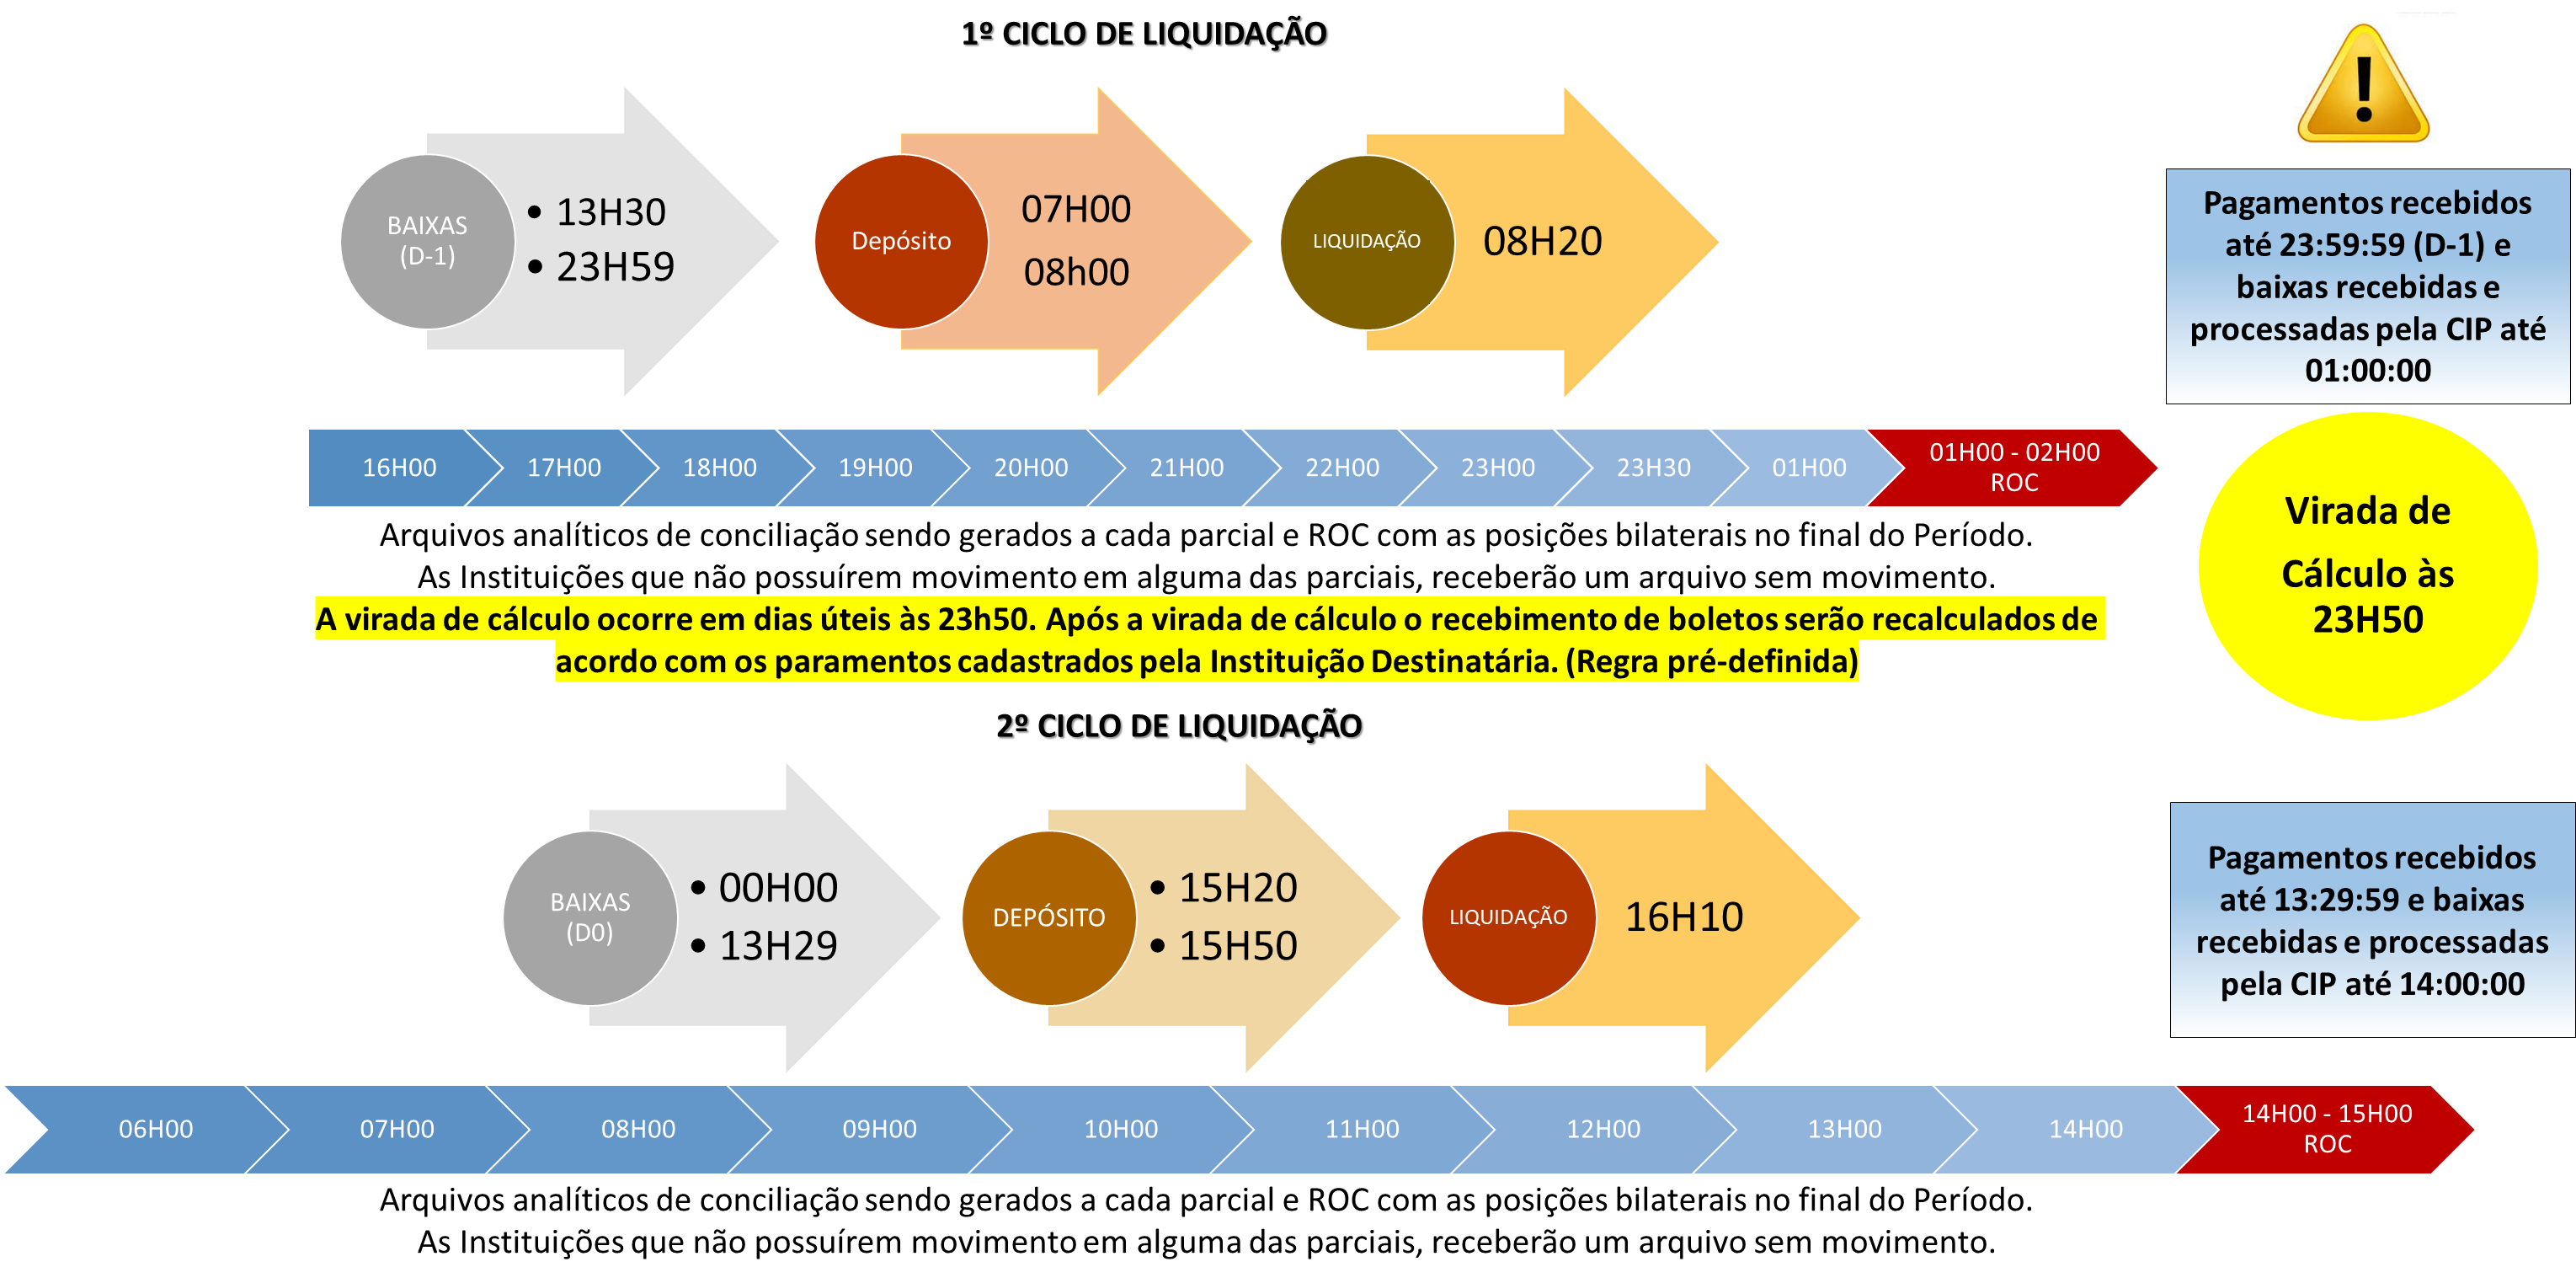 1º CICLO DE LIQUIDAÇÃO
BAIXAS
(D-1)
• 13H30
• 23H59
Depósito
07H00
08h00
LIQUIDAÇÃO
08H20
!
Pagamentos recebidos
até 23:59:59 (D-1) e
baixas recebidas e
processadas pela CIP até
01:00:00
16H00
17H00
18H00
19H00
20H00
21H00
22H00
23H00
23H30
01H00
01H00 - 02H00
ROC
Arquivos analíticos de conciliação sendo gerados a cada parcial e ROC com as posições bilaterais no final do Período.
As Instituições que não possuírem movimento em alguma das parciais, receberão um arquivo sem movimento.
A virada de cálculo ocorre em dias úteis às 23h50. Após a virada de cálculo o recebimento de boletos serão recalculados de
acordo com os paramentos cadastrados pela Instituição Destinatária. (Regra pré-definida)
Virada de
Cálculo às
23H50
2º CICLO DE LIQUIDAÇÃO
BAIXAS
(D0)
• 00H00
• 13H29
DEPÓSITO
• 15H20
• 15H50
LIQUIDAÇÃO
16H10
Pagamentos recebidos
até 13:29:59 e baixas
recebidas e processadas
pela CIP até 14:00:00
06H00
07H00
08H00
09H00
10H00
11H00
12H00
13H00
14H00
14H00 - 15H00
ROC
Arquivos analíticos de conciliação sendo gerados a cada parcial e ROC com as posições bilaterais no final do Período.
As Instituições que não possuírem movimento em alguma das parciais, receberão um arquivo sem movimento.